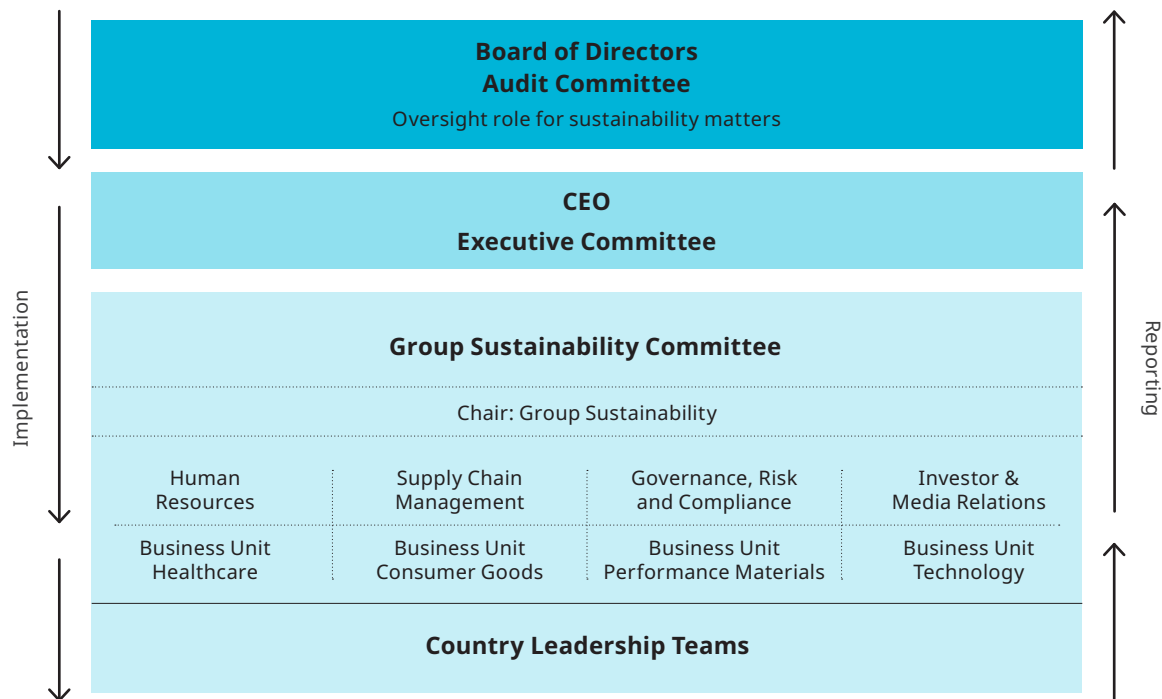 Board of Directors
Audit Committee
Oversight role for sustainability matters
CEO
Executive Committee
Implementation
Reporting
Group Sustainability Committee
Chair: Group Sustainability
Human
Resources
Supply Chain
Management
Governance, Risk
and Compliance
Investor &
Media Relations
Business Unit
Healthcare
Business Unit
Consumer Goods
Business Unit
Performance Materials
Business Unit
Technology
Country Leadership Teams